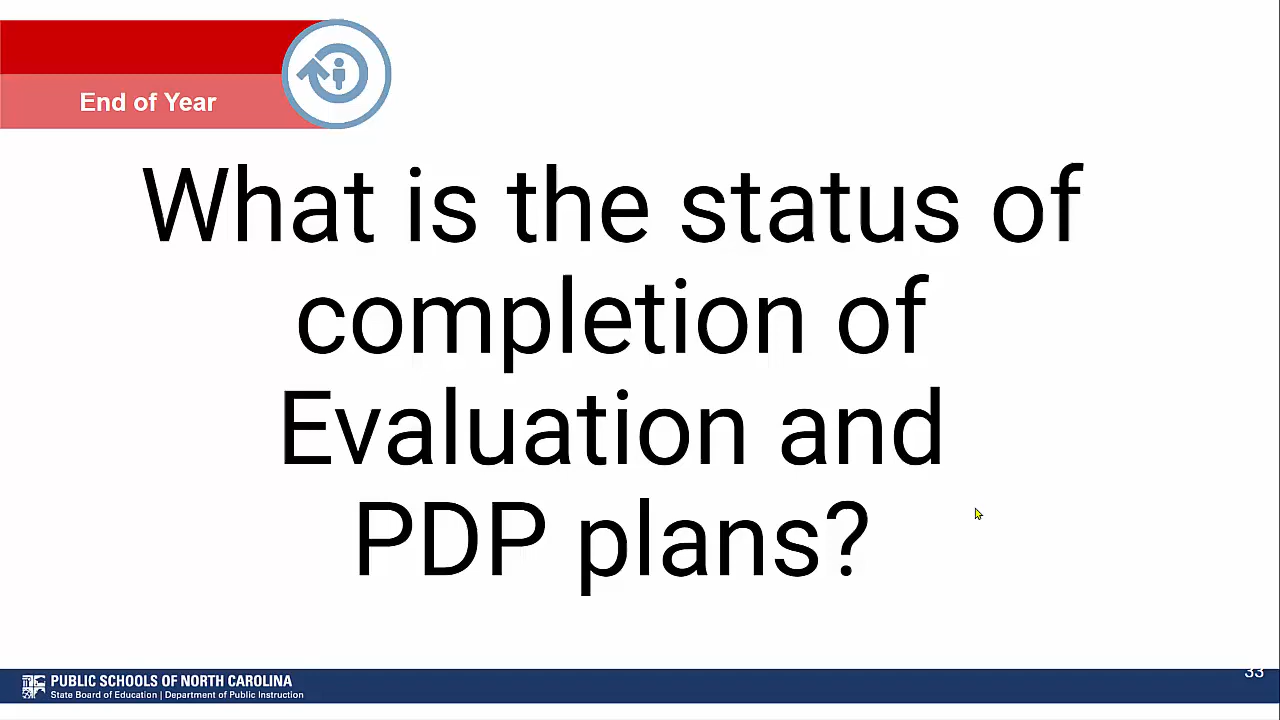 End of Year
What is the status of
completion of
Evaluation and
PDP plans?
33
PUBLIC SCHOOLS OF NORTH CAROLINA
State Board of Education | Department of Public Instruction